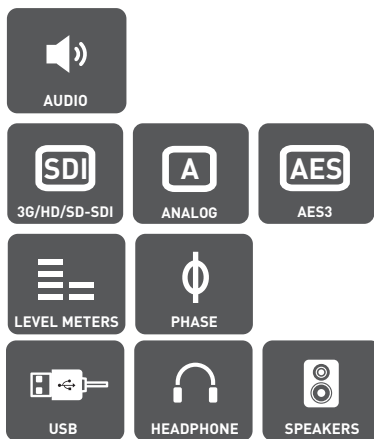 AUDIO
SDI
A
AES
3G/HD/SD-SDI
ANALOG
AES3
LEVEL METERS
PHASE
USB
HEADPHONE
SPEAKERS